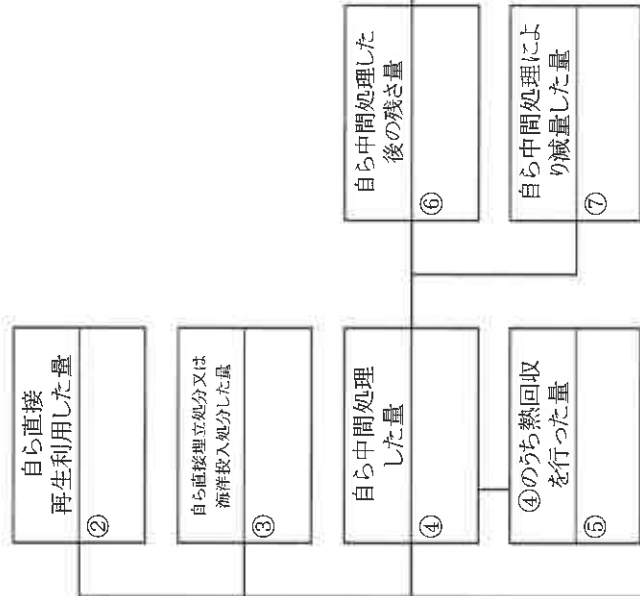 自ら直接
再生利用した量
②
自ら直接埋立処分又は
海洋投入処分した量
③
自ら中間処理
した量
④
④のうち熱回収
を行った量
⑤
自ら中間処理した
後の残さ量
⑥
自ら中間処理によ
り減量した量
⑦